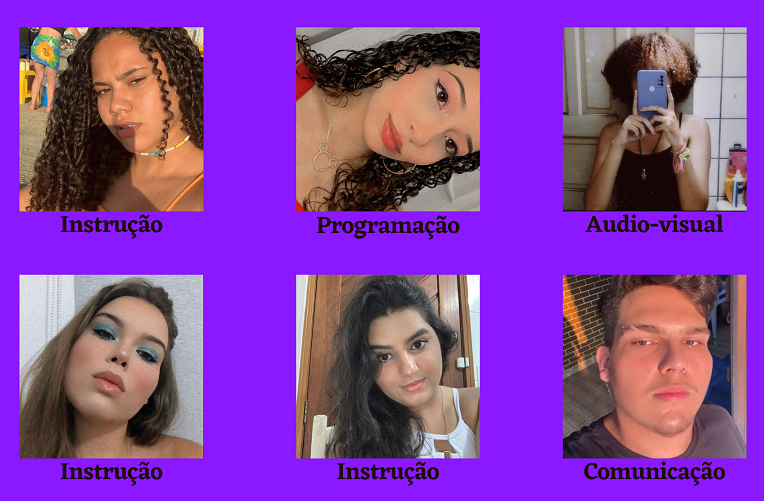 Instrução
Programação
Audio-visual
Instrução
Instrução
Comunicação